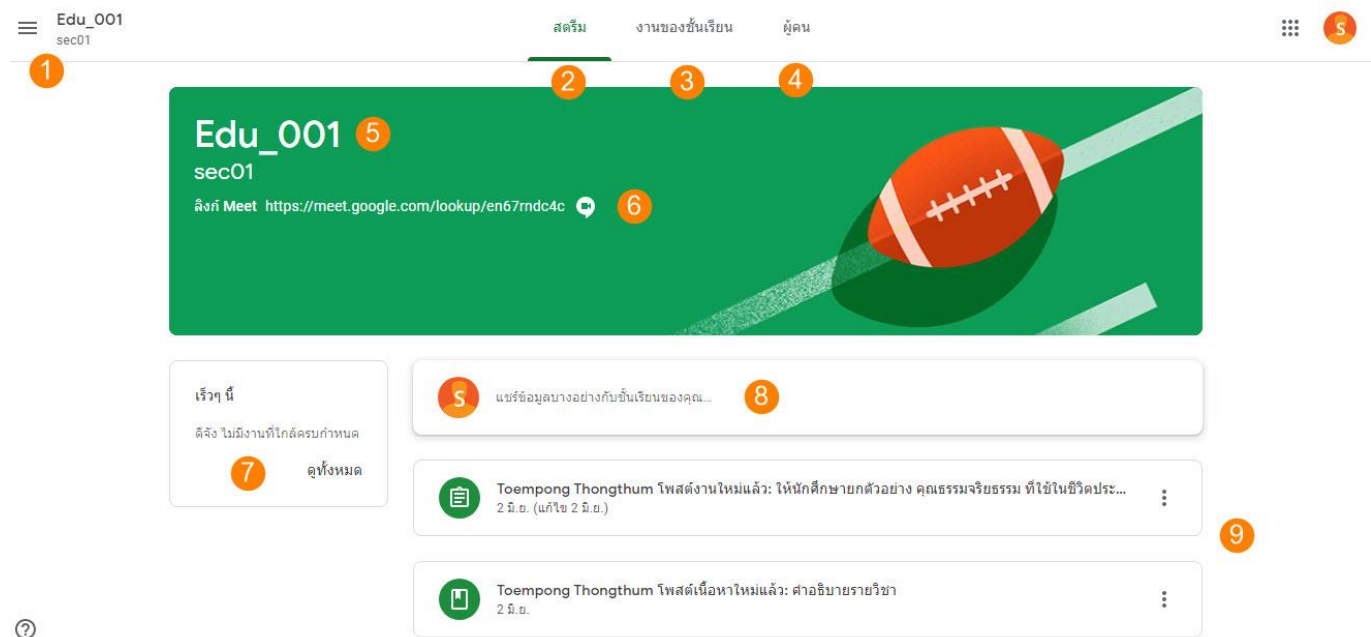 Edu_001
sec01
สตรีม
งานของชั้นเรียน
ผู้คน
S
1
2
3
4
Edu_001 5
sec01
ลิงก์ Meet https://meet.google.com/lookup/en67rndc4c 6
เร็วๆ นี้
ดีจัง ไม่มีงานที่ใกล้ครบกำหนด
7 ดูทั้งหมด
S แชร์ข้อมูลบางอย่างกับชั้นเรียนของคุณ... 8
Toempong Thongthum โพสต์งานใหม่แล้ว: ให้นักศึกษายกตัวอย่าง คุณธรรมจริยธรรม ที่ใช้ในชีวิตประ...
2 มิ.ย. (แก้ไข 2 มิ.ย.)
9
Toempong Thongthum โพสต์เนื้อหาใหม่แล้ว: คำอธิบายรายวิชา
2 มิ.ย.
?